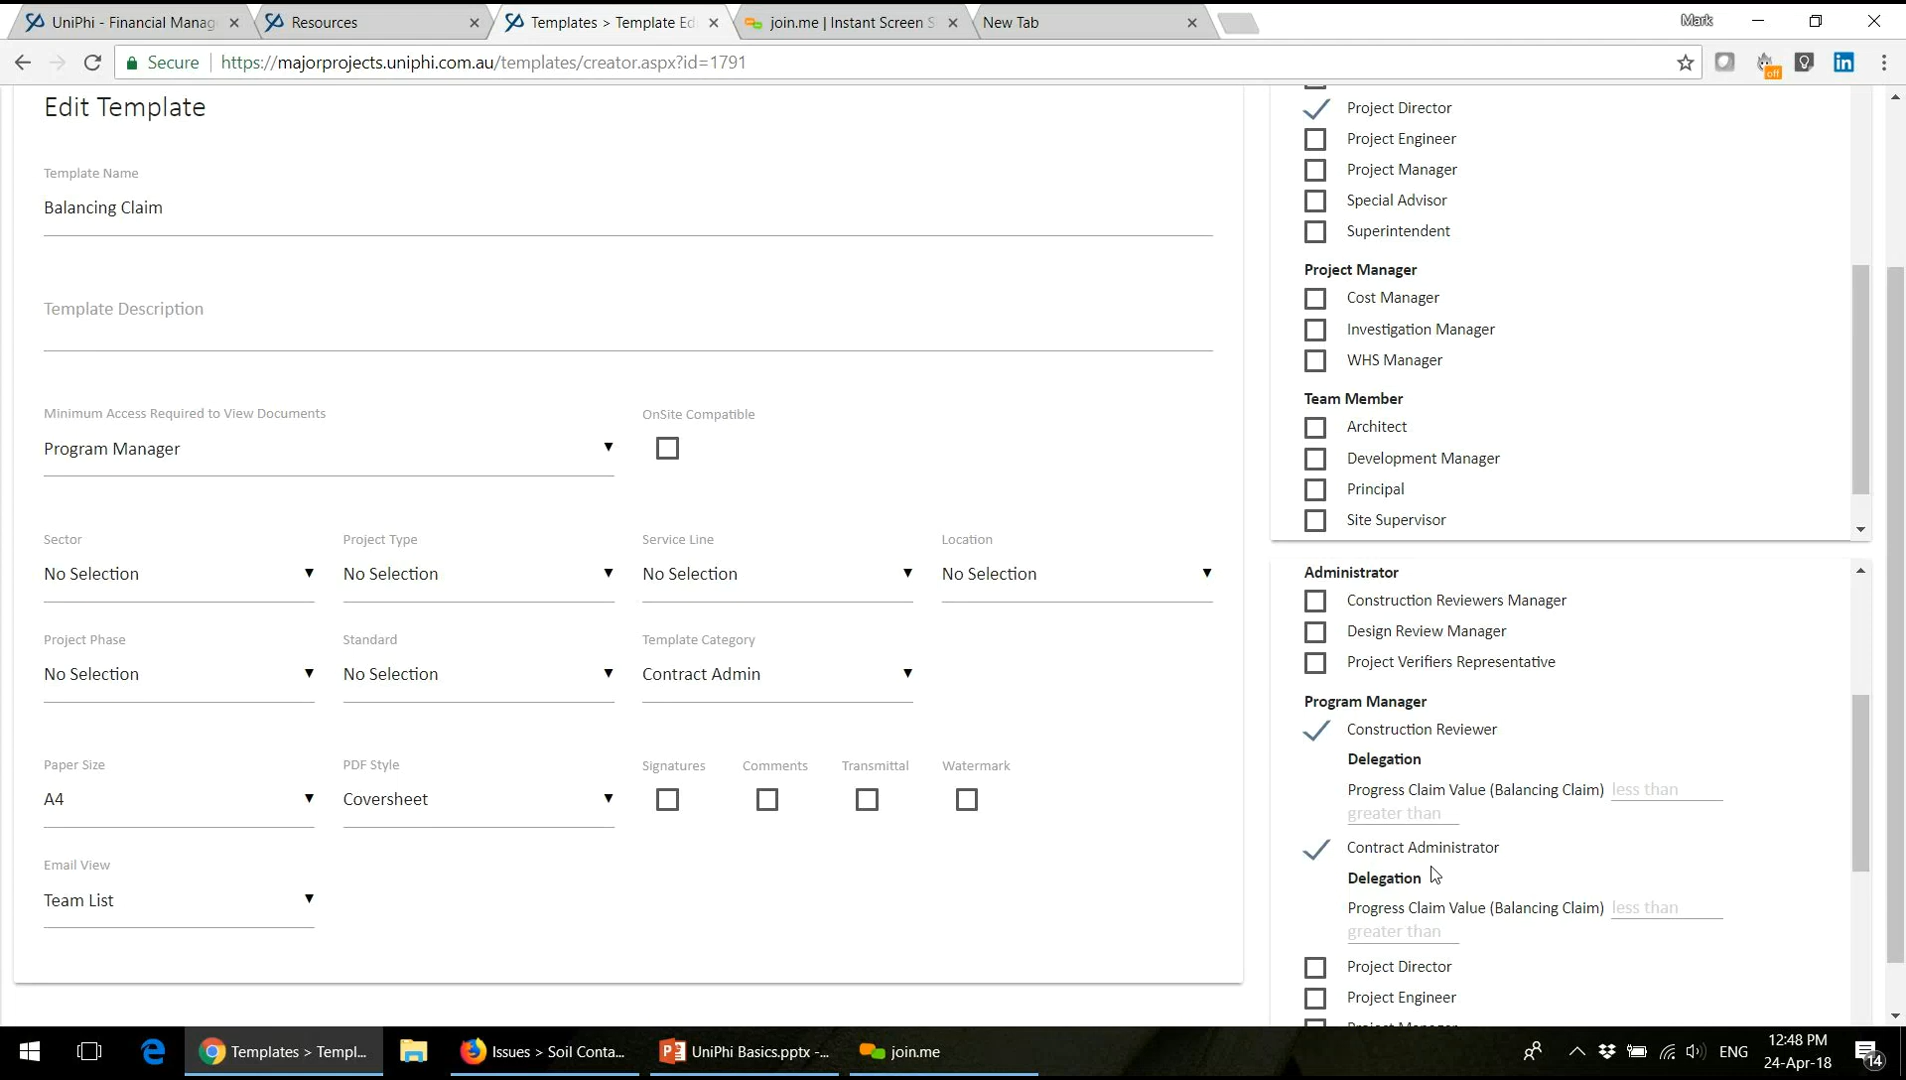 UniPhi - Financial Manag
Resources
Templates > Template Ed
join.me | Instant Screen S
New Tab
Mark
Secure
https://majorprojects.uniphi.com.au/templates/creator.aspx?id=1791
off
Edit Template
Template Name
Balancing Claim
Template Description
Minimum Access Required to View Documents
OnSite Compatible
Program Manager
Sector
Project Type
Service Line
Location
No Selection
No Selection
No Selection
No Selection
Project Phase
Standard
Template Category
No Selection
No Selection
Contract Admin
Paper Size
PDF Style
Signatures
Comments
Transmittal
Watermark
A4
Coversheet
Email View
Team List
Project Director
Project Engineer
Project Manager
Special Advisor
Superintendent
Project Manager
Cost Manager
Investigation Manager
WHS Manager
Team Member
Architect
Development Manager
Principal
Site Supervisor
Administrator
Construction Reviewers Manager
Design Review Manager
Project Verifiers Representative
Program Manager
Construction Reviewer
Delegation
Progress Claim Value (Balancing Claim) less than
greater than
Contract Administrator
Delegation
Progress Claim Value (Balancing Claim) less than
greater than
Project Director
Project Engineer
Project Manager
Templates > Templ...
Issues > Soil Conta...
UniPhi Basics.pptx -...
join.me
ENG
12:48 PM
24-Apr-18
14